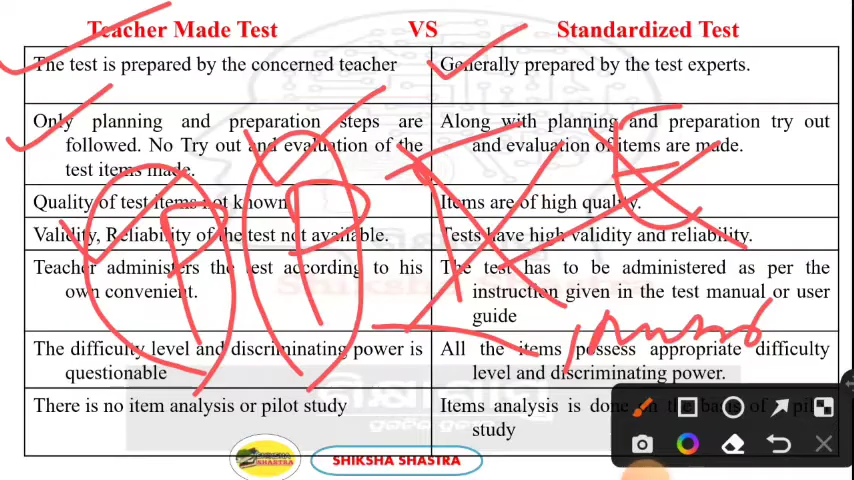 Teacher Made Test VS Standardized Test
The test is prepared by the concerned teacher
Generally prepared by the test experts.
Only planning and preparation steps are
followed. No Try out and evaluation of the
test items made.
Along with planning and preparation try out
and evaluation of items are made.
Quality of test items not known
Items are of high quality.
Validity, Reliability of the test not available.
Tests have high validity and reliability.
Teacher administers the test according to his
own convenient.
The test has to be administered as per the
instruction given in the test manual or user
guide
The difficulty level and discriminating power is
questionable
All the items possess appropriate difficulty
level and discriminating power.
There is no item analysis or pilot study
Items analysis is done on the basis of a pilot
study
SHIKSHA SHASTRA
SHIKSHA SHASTRA